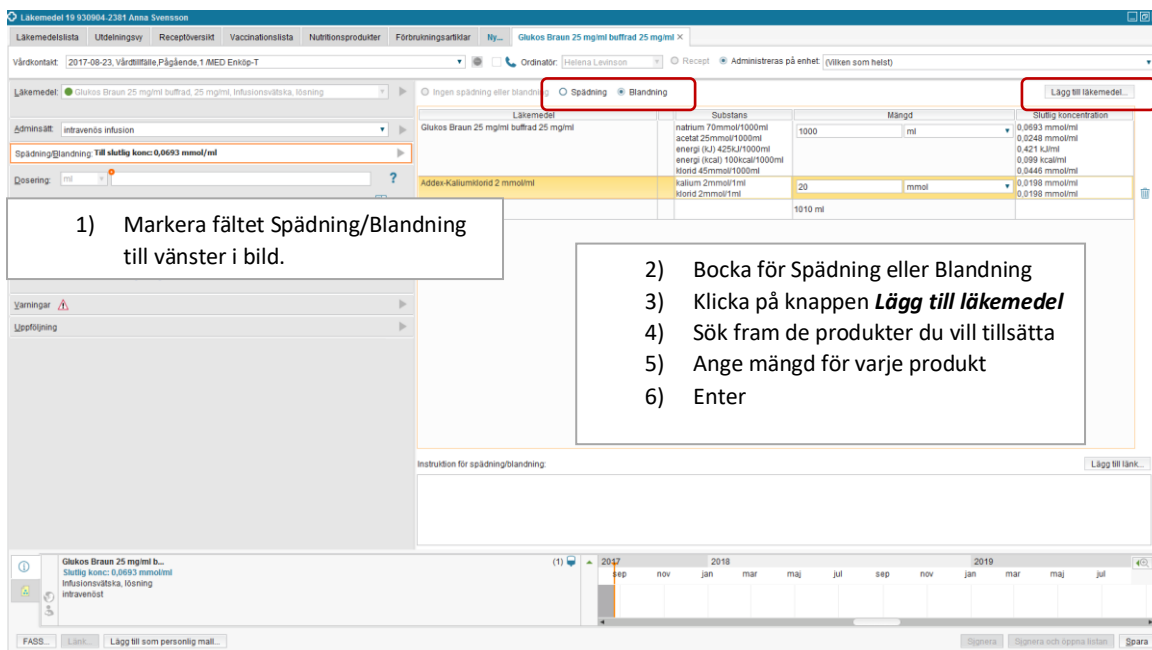 Läkemedel 19 930904-2381 Anna Svensson
Läkemedelslista Utdelningsvy Receptöversikt Vaccinationslista Nutritionsprodukter Förbrukningsartiklar Ny... Glukos Braun 25 mg/ml buffrad 25 mg/ml ×
Vårdkontakt: 2017-08-23, Vårdtillfälle,Pågående,1 /MED Enköp-T Ordinatör: Helena Levinson Recept Administreras på enhet: (Vilken som helst)
Läkemedel: Glukos Braun 25 mg/ml buffrad, 25 mg/ml, Infusionsvätska, lösning
Ingen spädning eller blandning Spädning Blandning Lägg till läkemedel...
Adminsätt: intravenös infusion
Spädning/Blandning: Till slutlig konc: 0,0693 mmol/ml
Dosering: ml ?
Läkemedel Substans Mängd Slutlig koncentration
Glukos Braun 25 mg/ml buffrad 25 mg/ml natrium 70mmol/1000ml 1000 ml 0,0693 mmol/ml
acetat 25mmol/1000ml 0,0248 mmol/ml
energi (kJ) 425kJ/1000ml 0,421 kJ/ml
energi (kcal) 100kcal/1000ml 0,099 kcal/ml
klorid 45mmol/1000ml 0,0446 mmol/ml
Addex-Kaliumklorid 2 mmol/ml kalium 2mmol/1ml 20 mmol 0,0198 mmol/ml
klorid 2mmol/1ml 0,0198 mmol/ml
1010 ml
1) Markera fältet Spädning/Blandning
till vänster i bild.
2) Bocka för Spädning eller Blandning
3) Klicka på knappen Lägg till läkemedel
4) Sök fram de produkter du vill tillsätta
5) Ange mängd för varje produkt
6) Enter
Varningar
Uppföljning
Instruktion för spädning/blandning: Lägg till länk...
Glukos Braun 25 mg/ml b... (1)
Slutlig konc: 0,0693 mmol/ml
Infusionsvätska, lösning
intravenöst
2017 2018 2019
sep nov jan mar maj jul sep nov jan mar maj jul
FASS... Länk... Lägg till som personlig mall... Signera Signera och öppna listan Spara